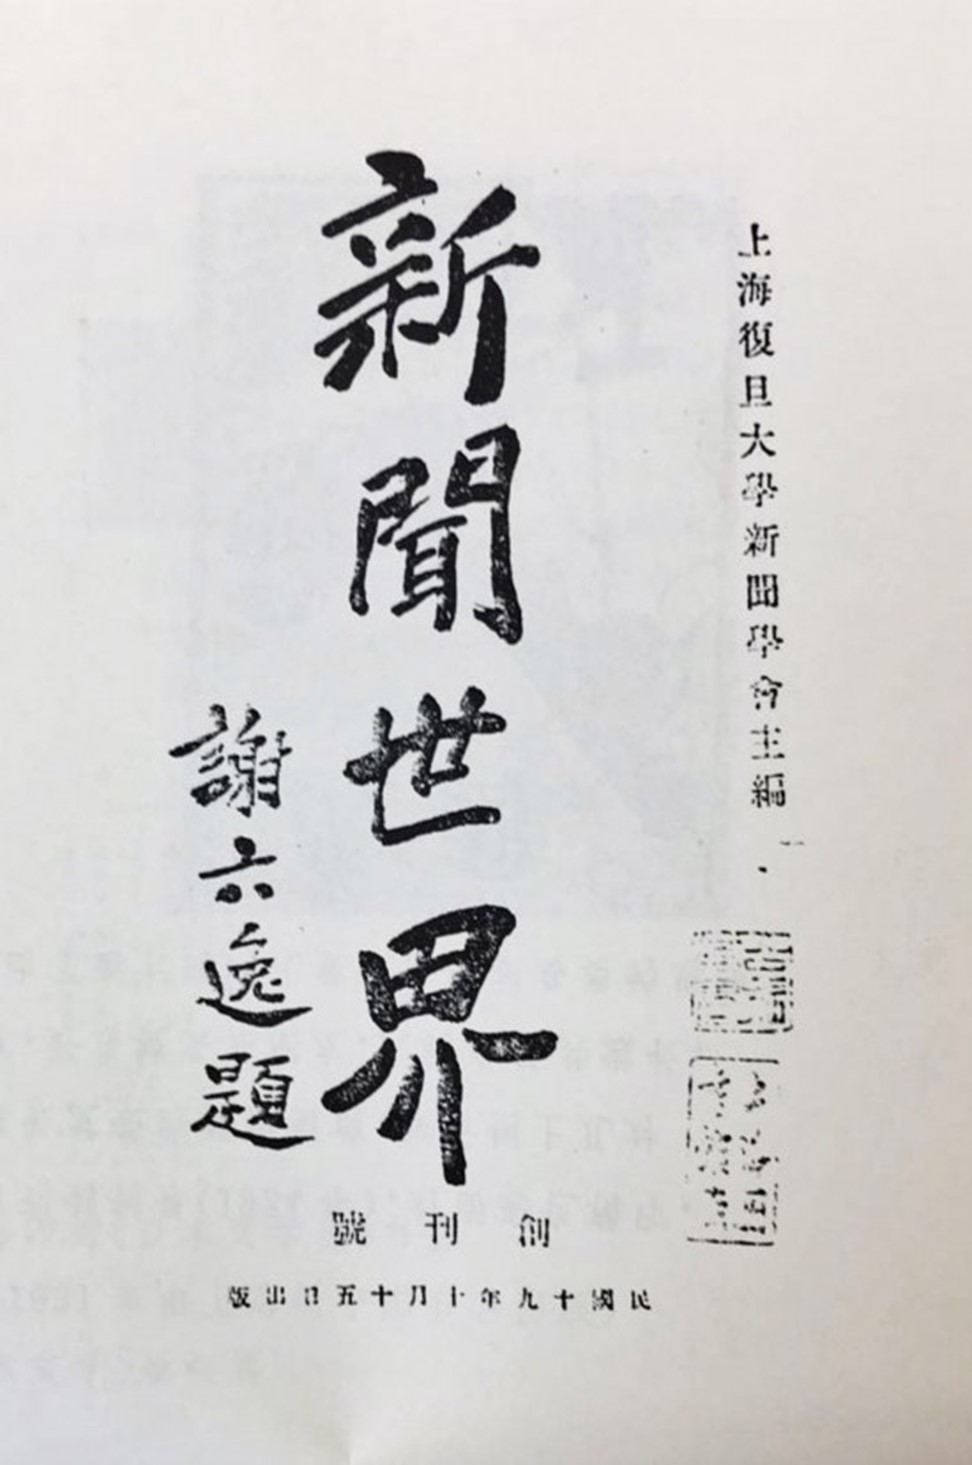 上海復旦大學新聞學會主編
新聞世界
謝六逸題
創刊號
民國十九年十月十五日出版